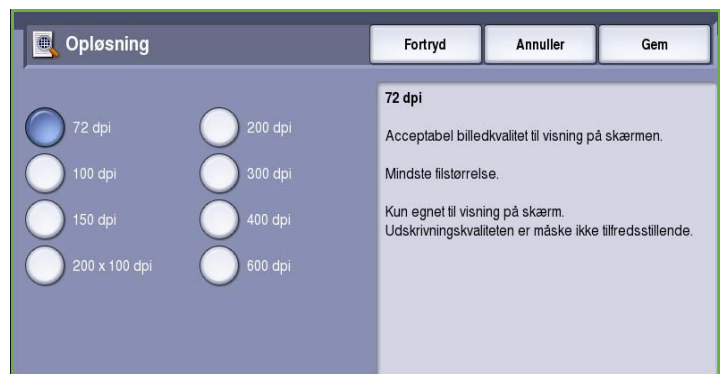 Opløsning
Fortryd
Annuller
Gem
72 dpi
200 dpi
100 dpi
300 dpi
150 dpi
400 dpi
200 x 100 dpi
600 dpi
72 dpi
Acceptabel billedkvalitet til visning på skærmen.
Mindste filstørrelse.
Kun egnet til visning på skærm.
Udskrivningskvaliteten er måske ikke tilfredsstillende.